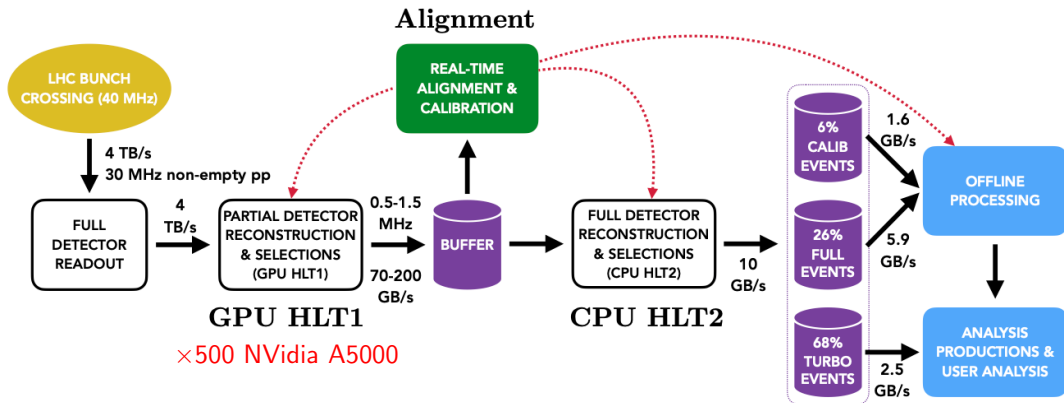 Alignment
LHC BUNCH
CROSSING (40 MHz)
REAL-TIME
ALIGNMENT &
CALIBRATION
4 TB/s
30 MHz non-empty pp
FULL
DETECTOR
READOUT
4
TB/s
PARTIAL DETECTOR
RECONSTRUCTION
& SELECTIONS
(GPU HLT1)
GPU HLT1
×500 NVidia A5000
0.5-1.5
MHz
70-200
GB/s
BUFFER
FULL DETECTOR
RECONSTRUCTION
& SELECTIONS
(CPU HLT2)
CPU HLT2
10
GB/s
6%
CALIB
EVENTS
1.6
GB/s
26%
FULL
EVENTS
5.9
GB/s
68%
TURBO
EVENTS
2.5
GB/s
OFFLINE
PROCESSING
ANALYSIS
PRODUCTIONS &
USER ANALYSIS